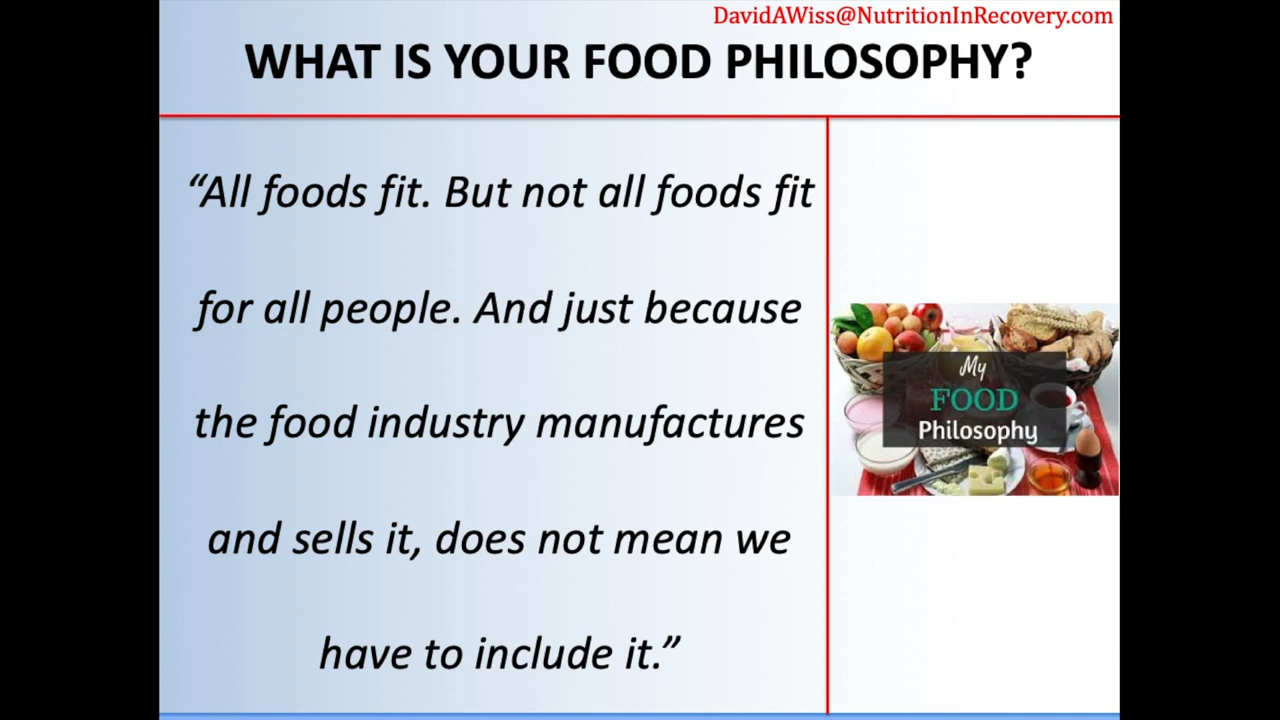 DavidAWiss@NutritionInRecovery.com
WHAT IS YOUR FOOD PHILOSOPHY?
“All foods fit. But not all foods fit
for all people. And just because
the food industry manufactures
and sells it, does not mean we
have to include it.”
My
FOOD
Philosophy